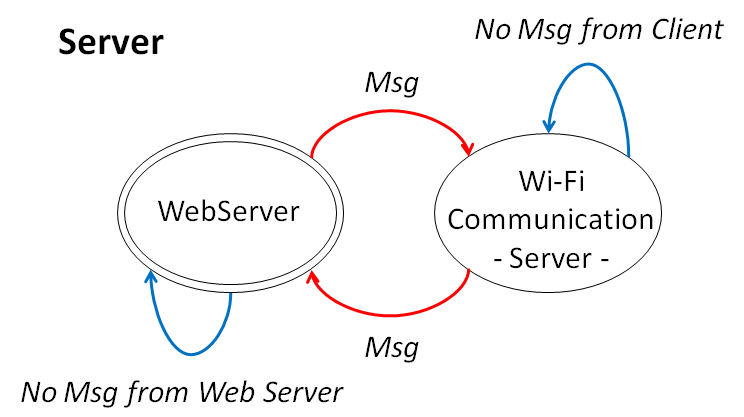 Server
No Msg from Client
Msg
WebServer
Wi-Fi
Communication
- Server -
Msg
No Msg from Web Server